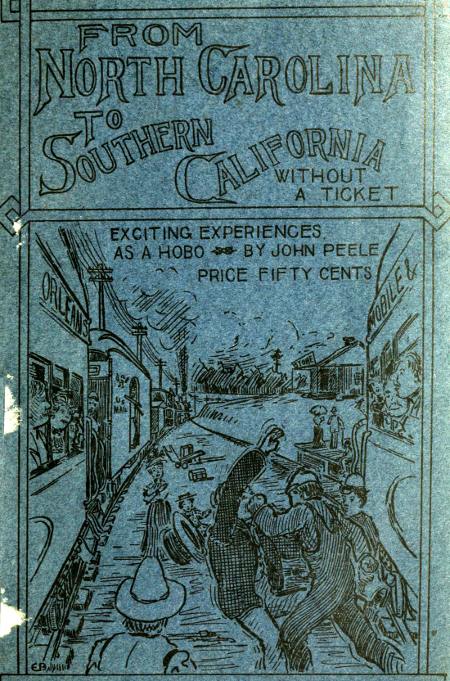 FROM
NORTH CAROLINA
TO
SOUTHERN
CALIFORNIA
WITHOUT
A TICKET
EXCITING EXPERIENCES
AS A HOBO BY JOHN PEELE
PRICE FIFTY CENTS
ORLEANS
MOBILE &
MAIL